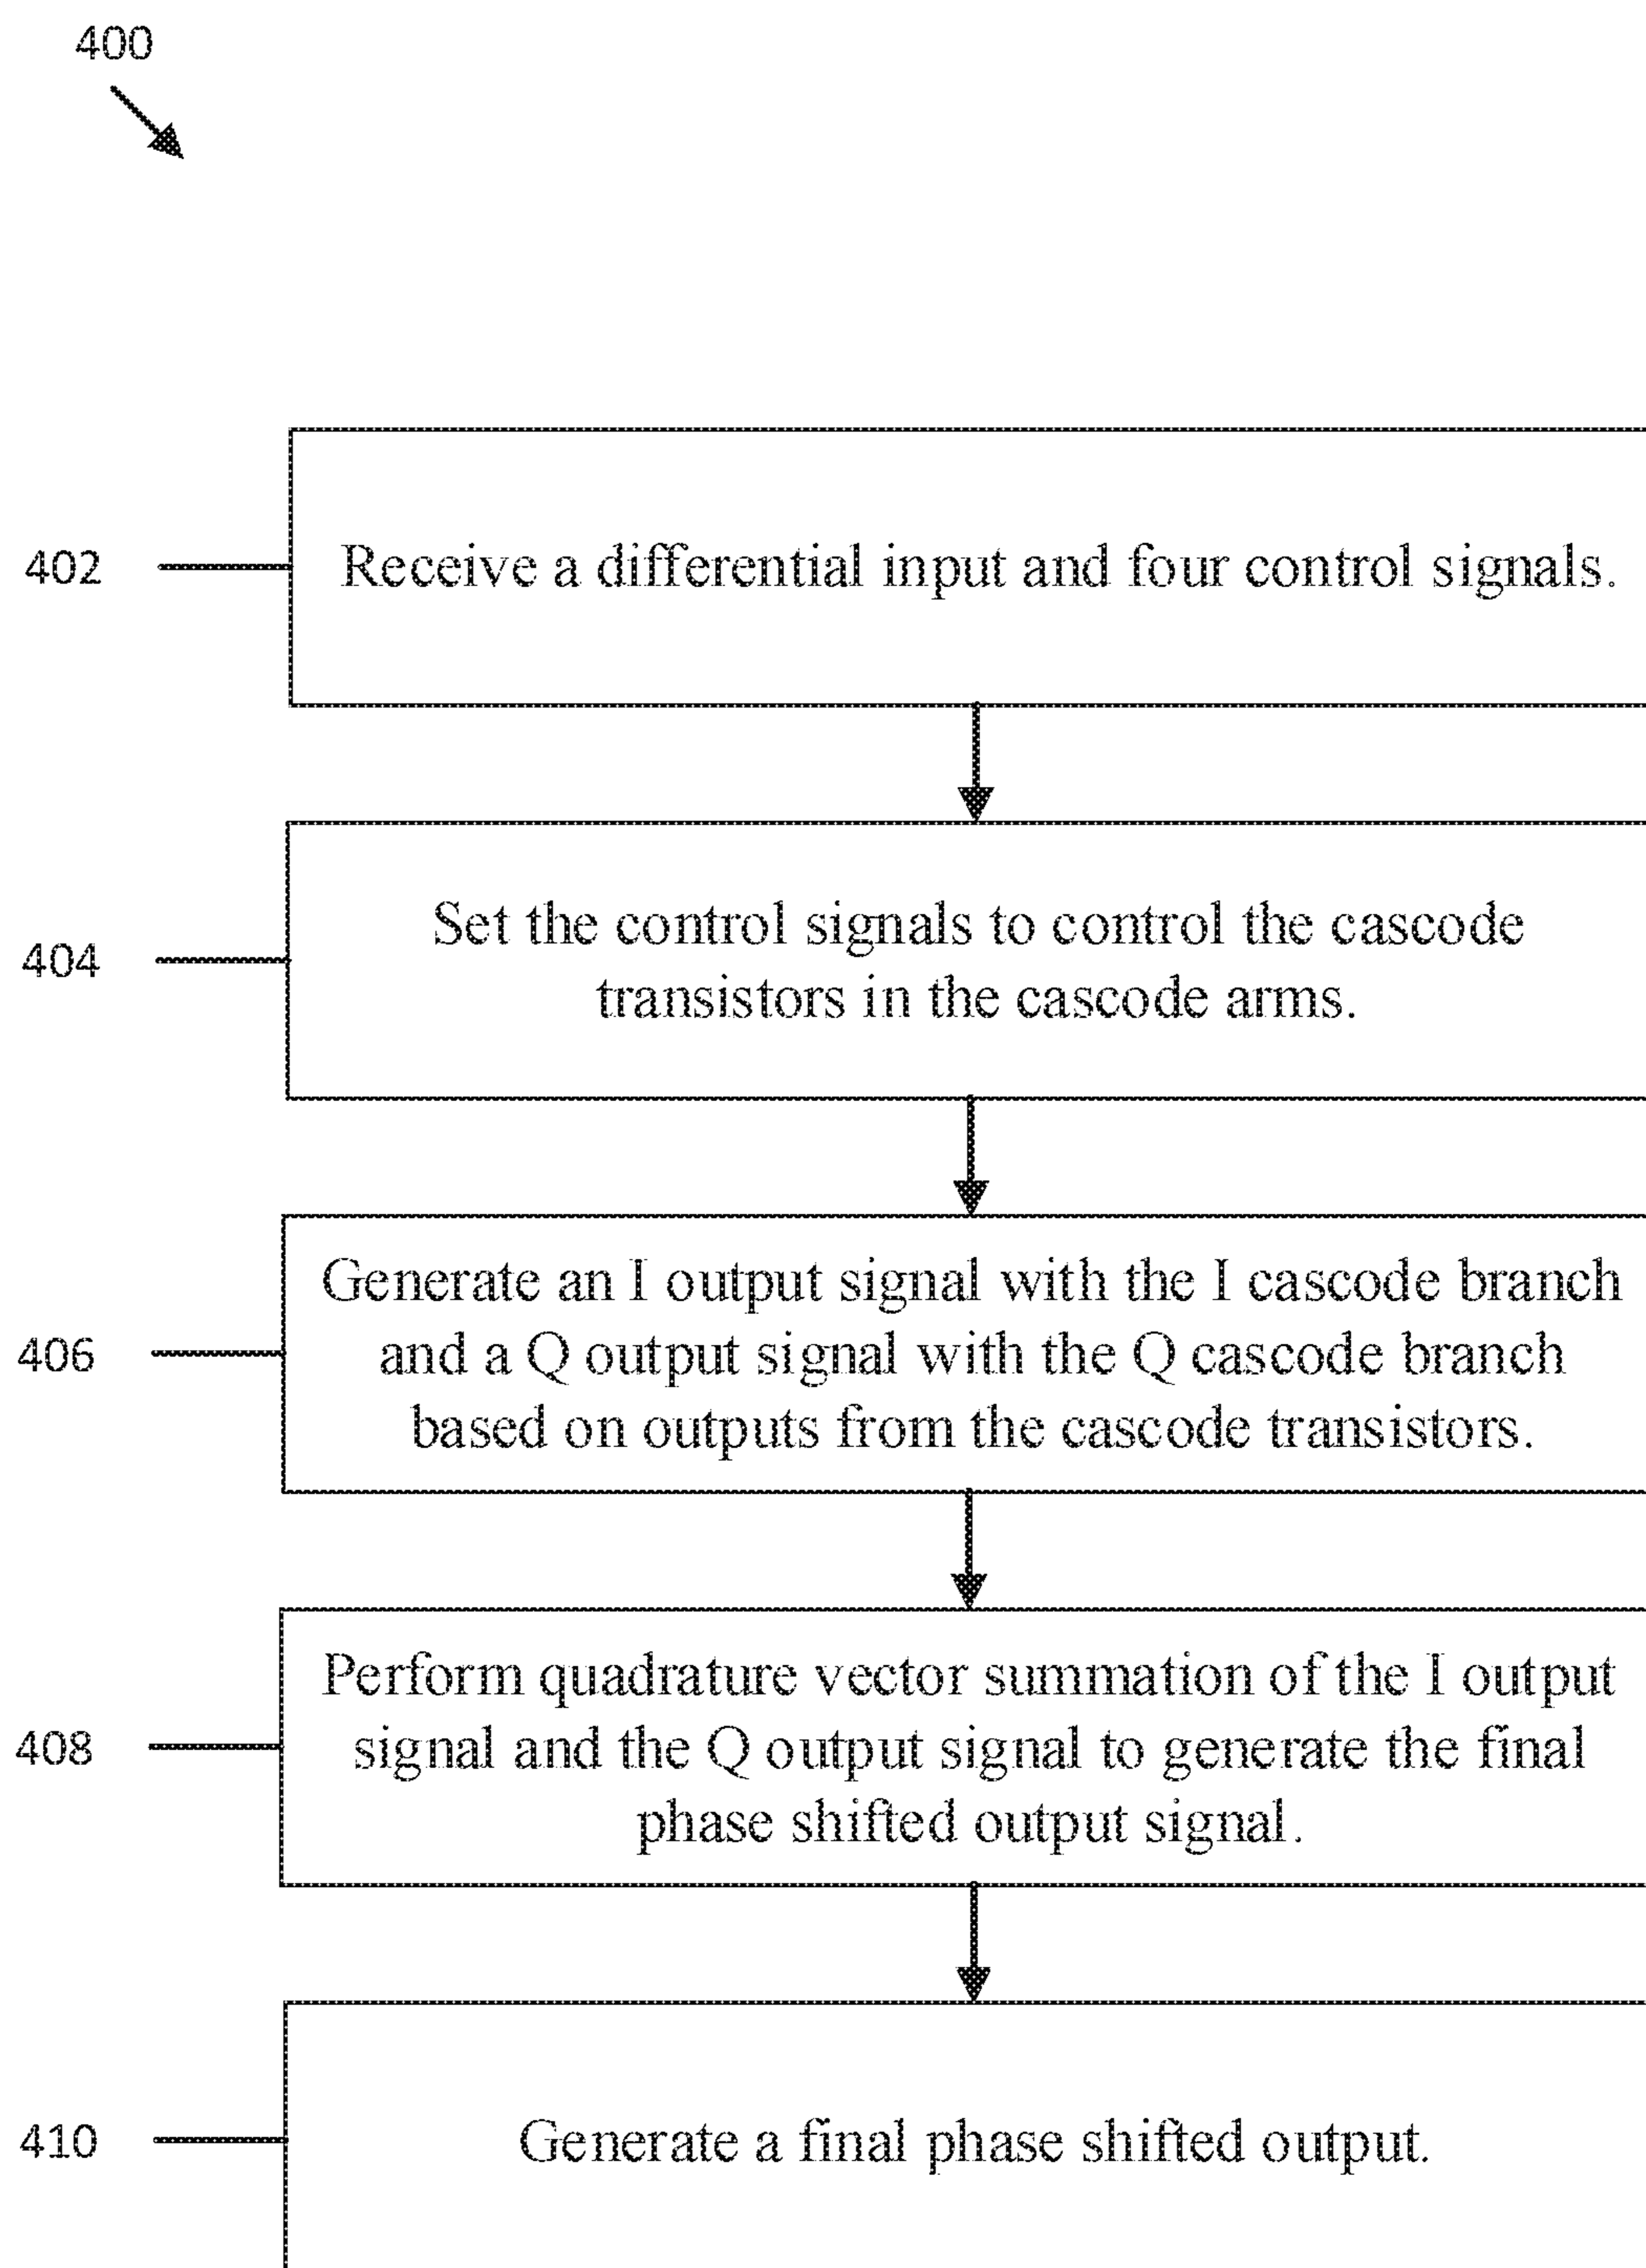 400
402
Receive a differential input and four control signals.
404
Set the control signals to control the cascode
transistors in the cascode arms.
406
Generate an I output signal with the I cascode branch
and a Q output signal with the Q cascode branch
based on outputs from the cascode transistors.
408
Perform quadrature vector summation of the I output
signal and the Q output signal to generate the final
phase shifted output signal.
410
Generate a final phase shifted output.